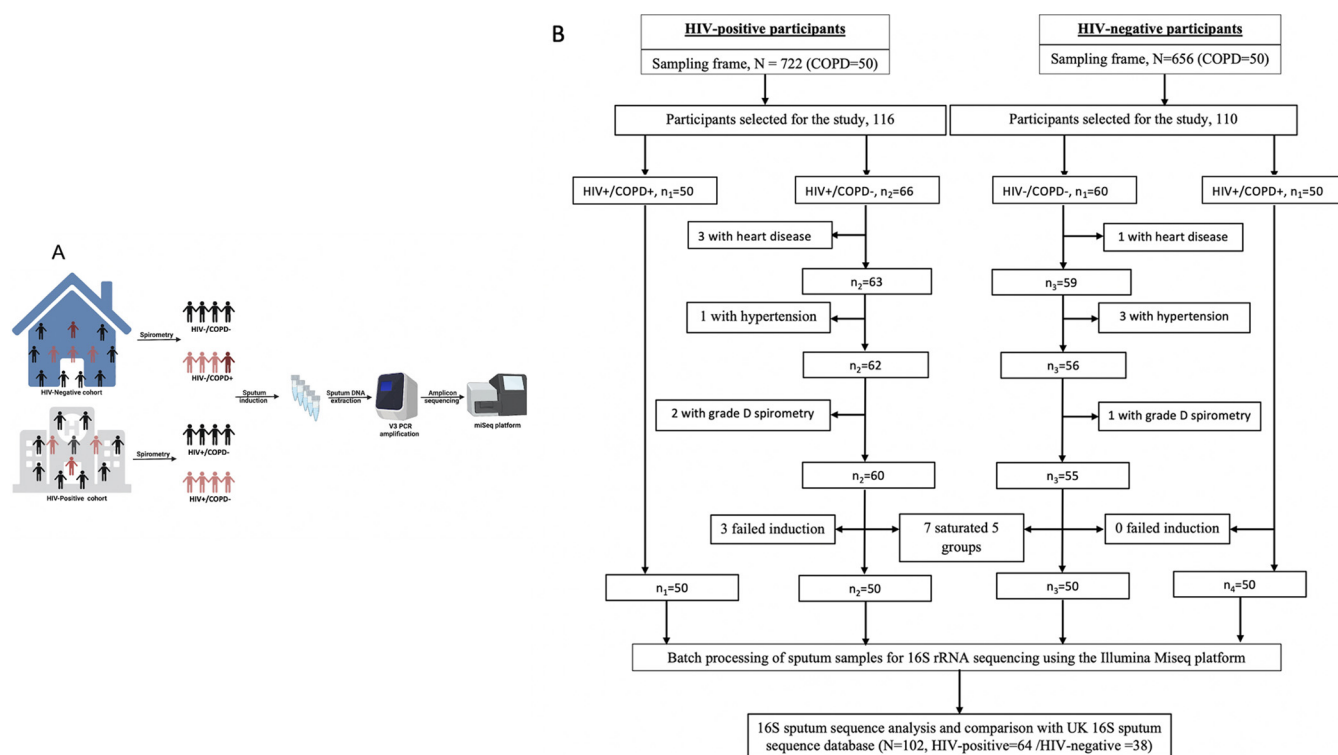 A
HIV-Negative cohort
Spirometry
HIV-/COPD-
HIV-/COPD+
HIV-Positive cohort
Spirometry
HIV+/COPD-
HIV+/COPD-
Sputum
induction
Sputum DNA
extraction
V3 PCR
amplification
Amplicon
sequencing
miSeq platform
B
HIV-positive participants
Sampling frame, N = 722 (COPD=50)
HIV-negative participants
Sampling frame, N=656 (COPD=50)
Participants selected for the study, 116
Participants selected for the study, 110
HIV+/COPD+, n₁=50
HIV+/COPD-, n₂=66
HIV-/COPD-, n₁=60
HIV+/COPD+, n₁=50
3 with heart disease
1 with heart disease
n₂=63
n₃=59
1 with hypertension
3 with hypertension
n₂=62
n₃=56
2 with grade D spirometry
1 with grade D spirometry
n₂=60
n₃=55
3 failed induction
7 saturated 5
groups
0 failed induction
n₁=50
n₂=50
n₃=50
n₄=50
Batch processing of sputum samples for 16S rRNA sequencing using the Illumina Miseq platform
16S sputum sequence analysis and comparison with UK 16S sputum
sequence database (N=102, HIV-positive=64 /HIV-negative =38)